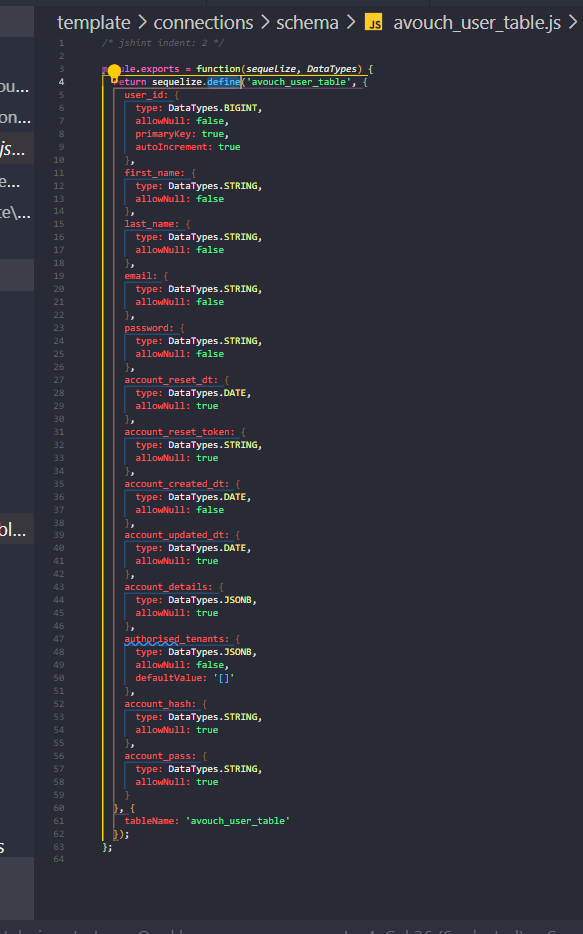 template > connections > schema > JS avouch_user_table.js >
1 /* jshint indent: 2 */
2
3 ule.exports = function(sequelize, DataTypes) {
4 return sequelize.define('avouch_user_table', {
5 user_id: {
6 type: DataTypes.BIGINT,
7 allowNull: false,
8 primaryKey: true,
9 autoIncrement: true
10 },
11 first_name: {
12 type: DataTypes.STRING,
13 allowNull: false
14 },
15 last_name: {
16 type: DataTypes.STRING,
17 allowNull: false
18 },
19 email: {
20 type: DataTypes.STRING,
21 allowNull: false
22 },
23 password: {
24 type: DataTypes.STRING,
25 allowNull: false
26 },
27 account_reset_dt: {
28 type: DataTypes.DATE,
29 allowNull: true
30 },
31 account_reset_token: {
32 type: DataTypes.STRING,
33 allowNull: true
34 },
35 account_created_dt: {
36 type: DataTypes.DATE,
37 allowNull: false
38 },
39 account_updated_dt: {
40 type: DataTypes.DATE,
41 allowNull: true
42 },
43 account_details: {
44 type: DataTypes.JSONB,
45 allowNull: true
46 },
47 authorised_tenants: {
48 type: DataTypes.JSONB,
49 allowNull: false,
50 defaultValue: '[]'
51 },
52 account_hash: {
53 type: DataTypes.STRING,
54 allowNull: true
55 },
56 account_pass: {
57 type: DataTypes.STRING,
58 allowNull: true
59 }
60 }, {
61 tableName: 'avouch_user_table'
62 });
63 };
64